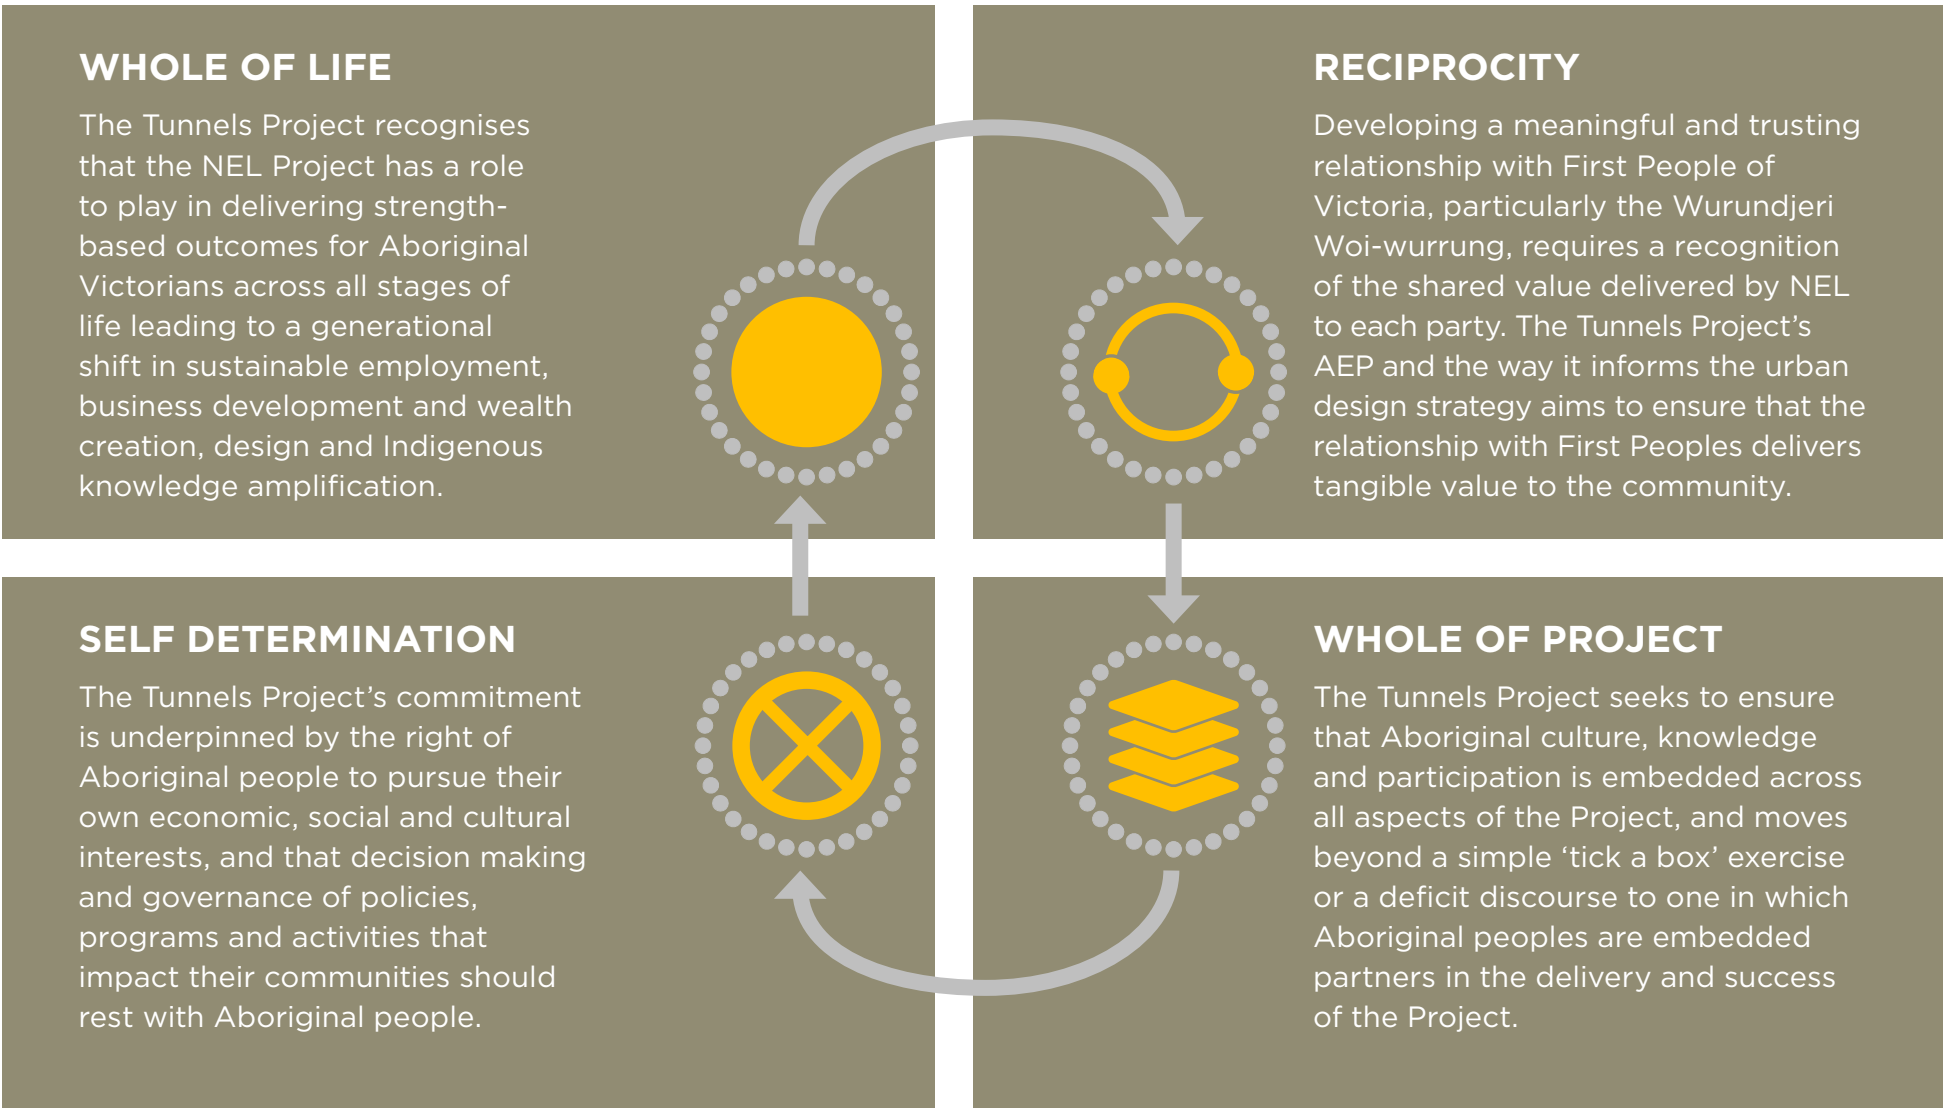 WHOLE OF LIFE
The Tunnels Project recognises
that the NEL Project has a role
to play in delivering strength-
based outcomes for Aboriginal
Victorians across all stages of
life leading to a generational
shift in sustainable employment,
business development and wealth
creation, design and Indigenous
knowledge amplification.
RECIPROCITY
Developing a meaningful and trusting
relationship with First People of
Victoria, particularly the Wurundjeri
Woi-wurrung, requires a recognition
of the shared value delivered by NEL
to each party. The Tunnels Project’s
AEP and the way it informs the urban
design strategy aims to ensure that the
relationship with First Peoples delivers
tangible value to the community.
SELF DETERMINATION
The Tunnels Project’s commitment
is underpinned by the right of
Aboriginal people to pursue their
own economic, social and cultural
interests, and that decision making
and governance of policies,
programs and activities that
impact their communities should
rest with Aboriginal people.
WHOLE OF PROJECT
The Tunnels Project seeks to ensure
that Aboriginal culture, knowledge
and participation is embedded across
all aspects of the Project, and moves
beyond a simple ‘tick a box’ exercise
or a deficit discourse to one in which
Aboriginal peoples are embedded
partners in the delivery and success
of the Project.